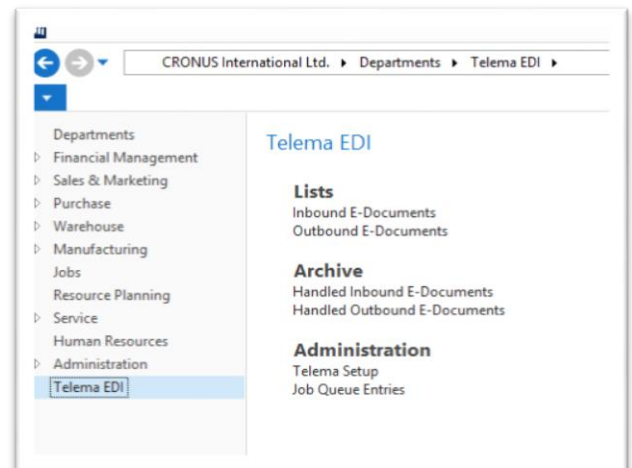 CRONUS International Ltd. ▸ Departments ▸ Telema EDI ▸
Departments
Financial Management
Sales & Marketing
Purchase
Warehouse
Manufacturing
Jobs
Resource Planning
Service
Human Resources
Administration
Telema EDI
Telema EDI
Lists
Inbound E-Documents
Outbound E-Documents
Archive
Handled Inbound E-Documents
Handled Outbound E-Documents
Administration
Telema Setup
Job Queue Entries